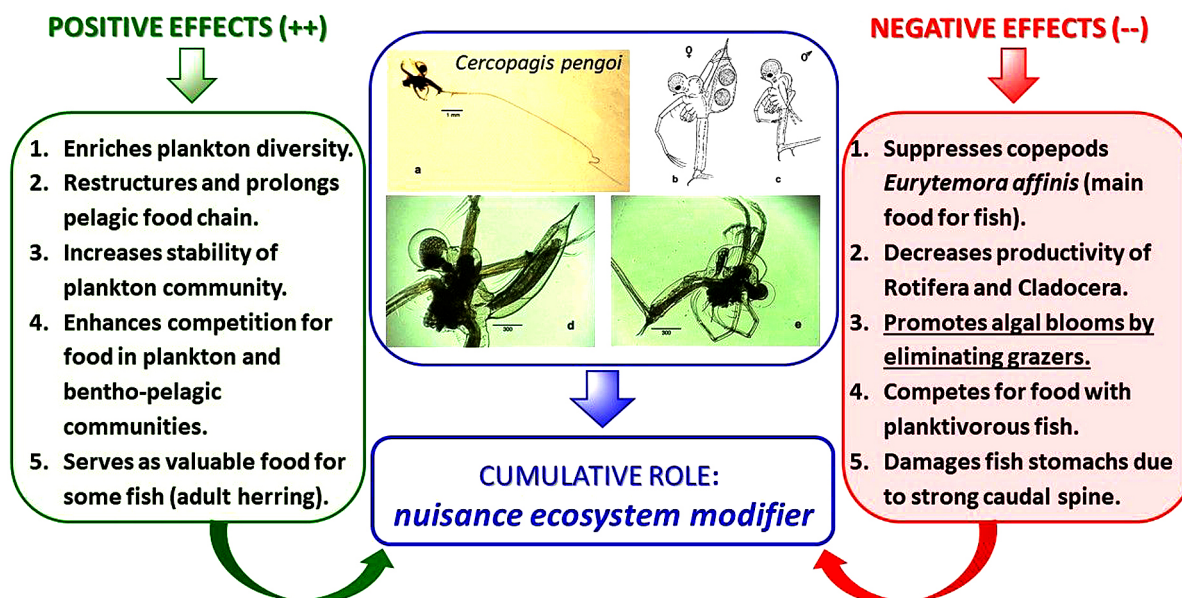 POSITIVE EFFECTS (++)
1. Enriches plankton diversity.
2. Restructures and prolongs
pelagic food chain.
3. Increases stability of
plankton community.
4. Enhances competition for
food in plankton and
bentho-pelagic
communities.
5. Serves as valuable food for
some fish (adult herring).
Cercopagis pengoi
1 mm
a
♀
b
♂
c
300
d
300
e
CUMULATIVE ROLE:
nuisance ecosystem modifier
NEGATIVE EFFECTS (--)
1. Suppresses copepods
Eurytemora affinis (main
food for fish).
2. Decreases productivity of
Rotifera and Cladocera.
3. Promotes algal blooms by
eliminating grazers.
4. Competes for food with
planktivorous fish.
5. Damages fish stomachs due
to strong caudal spine.